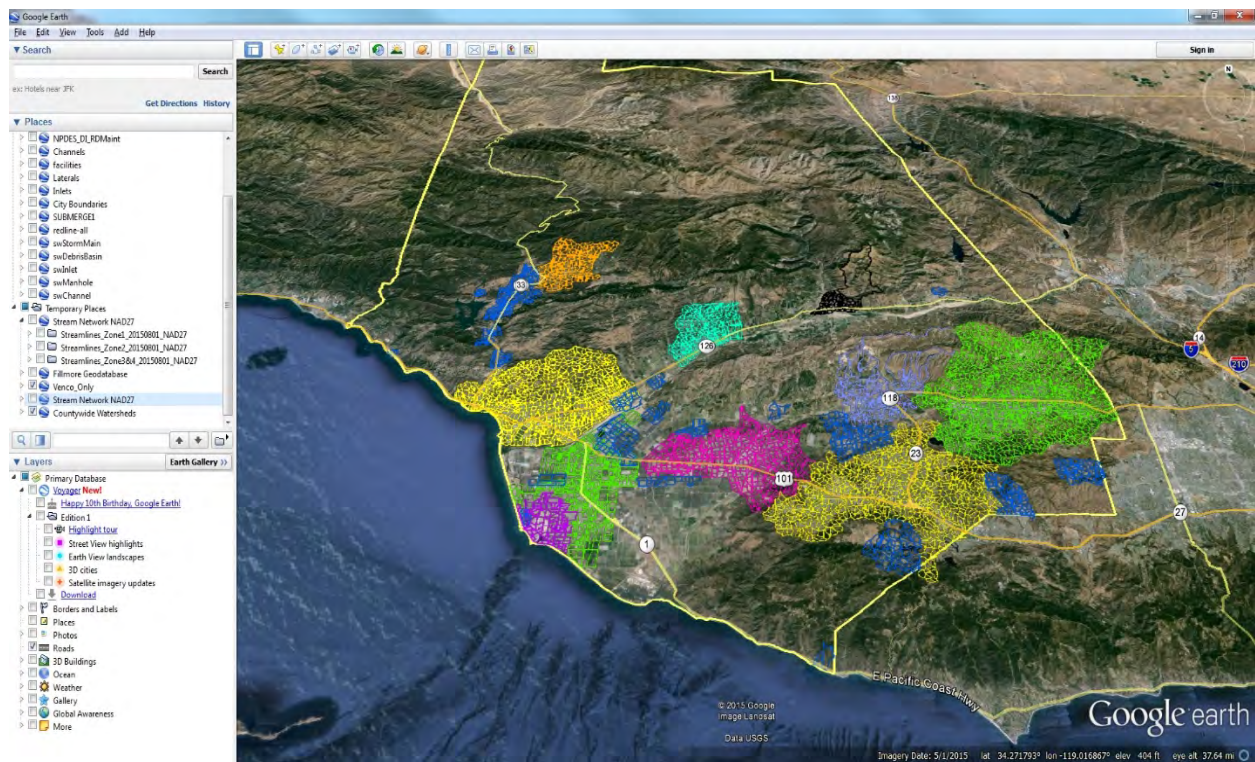 Google Earth
File Edit View Tools Add Help
Search
Search
ex: Hotels near JFK
Get Directions History
Places
NPDES_DI_RDMaint
Channels
facilities
Laterals
Inlets
City Boundaries
SUBMERGE1
redline-all
swStormMain
swDebrisBasin
swInlet
swManhole
swChannel
Temporary Places
Stream Network NAD27
Streamlines_Zone1_20150801_NAD27
Streamlines_Zone2_20150801_NAD27
Streamlines_Zone3&4_20150801_NAD27
Fillmore Geodatabase
Venco_Only
Stream Network NAD27
Countywide Watersheds
Layers
Earth Gallery >>
Primary Database
Voyager New!
Happy 10th Birthday, Google Earth!
Edition 1
Highlight tour
Street View highlights
Earth View landscapes
3D cities
Satellite imagery updates
Download
Borders and Labels
Places
Photos
Roads
3D Buildings
Ocean
Weather
Gallery
Global Awareness
More
Sign in
N
138
33
126
14
5
210
118
23
101
27
1
E Pacific Coast Hwy
© 2015 Google
Image Landsat
Data USGS
Google earth
Imagery Date: 5/1/2015 lat 34.271793° lon -119.016867° elev 404 ft eye alt 37.64 mi